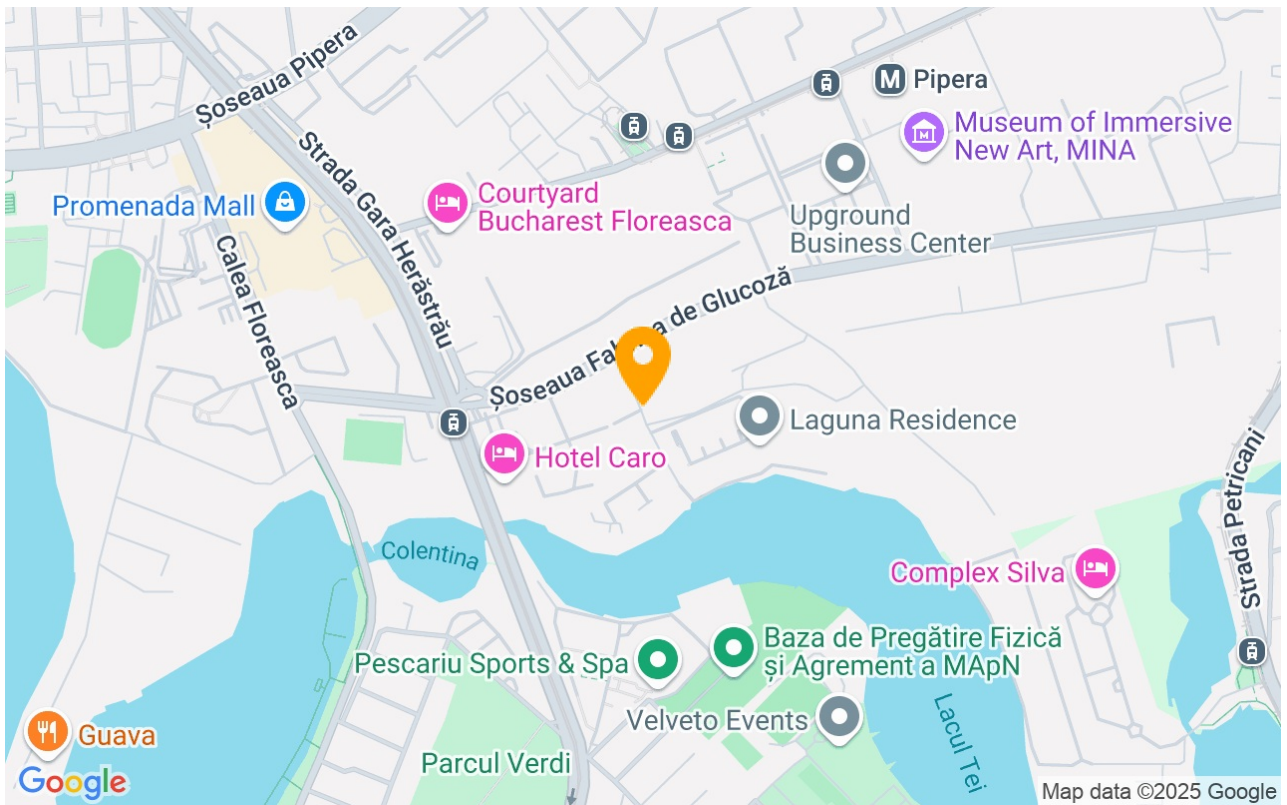 Șoseaua Pipera
M Pipera
Museum of Immersive
New Art, MINA
Strada Gara Herăstrău
Promenada Mall
Courtyard
Bucharest Floreasca
Upground
Business Center
Calea Floreasca
Șoseaua Fabrica de Glucoză
Laguna Residence
Hotel Caro
Strada Petricani
Colentina
Complex Silva
Baza de Pregătire Fizică
și Agrement a MApN
Pescariu Sports & Spa
Velveto Events
Lacul Tei
Guava
Parcul Verdi
Google
Map data ©2025 Google